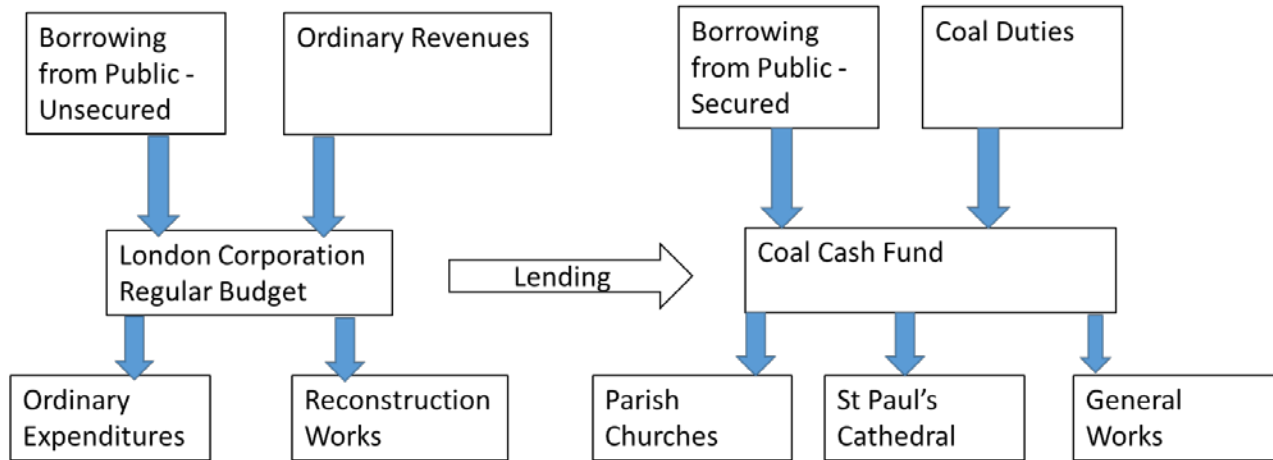 Borrowing
from Public -
Unsecured
Ordinary Revenues
Borrowing
from Public -
Secured
Coal Duties
London Corporation
Regular Budget
Lending
Coal Cash Fund
Ordinary
Expenditures
Reconstruction
Works
Parish
Churches
St Paul’s
Cathedral
General
Works